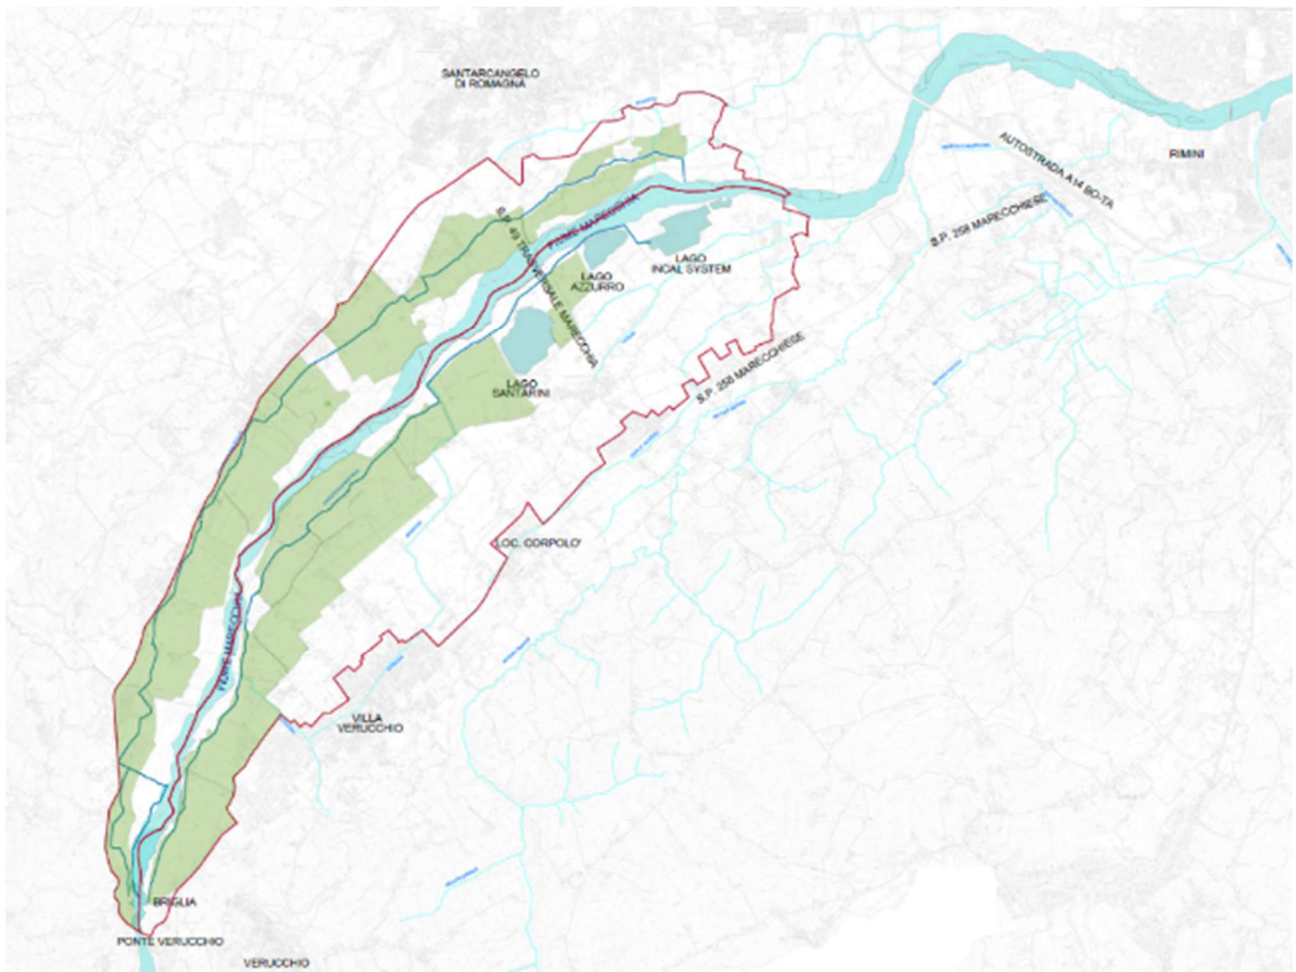 SANTARCANGELO
DI ROMAGNA
AUTOSTRADA A14 BO-TA
RIMINI
S.P. 258 MARECCHIESE
FIUME MARECCHIA
S.P. 49 TRASVERSALE MARECCHIA
LAGO
INCAL SYSTEM
LAGO
AZZURRO
S.P. 258 MARECCHIESE
LAGO
SANTARINI
LOC. CORPOLO'
FIUME MARECCHIA
VILLA
VERUCCHIO
BRIGLIA
PONTE VERUCCHIO
VERUCCHIO